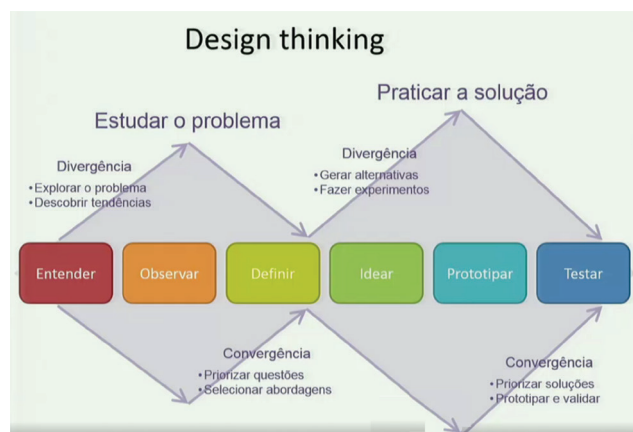 Design thinking
Praticar a solução
Estudar o problema
Divergência
• Explorar o problema
• Descobrir tendências
Divergência
• Gerar alternativas
• Fazer experimentos
Entender
Observar
Definir
Idear
Prototipar
Testar
Convergência
• Priorizar questões
• Selecionar abordagens
Convergência
• Priorizar soluções
• Prototipar e validar